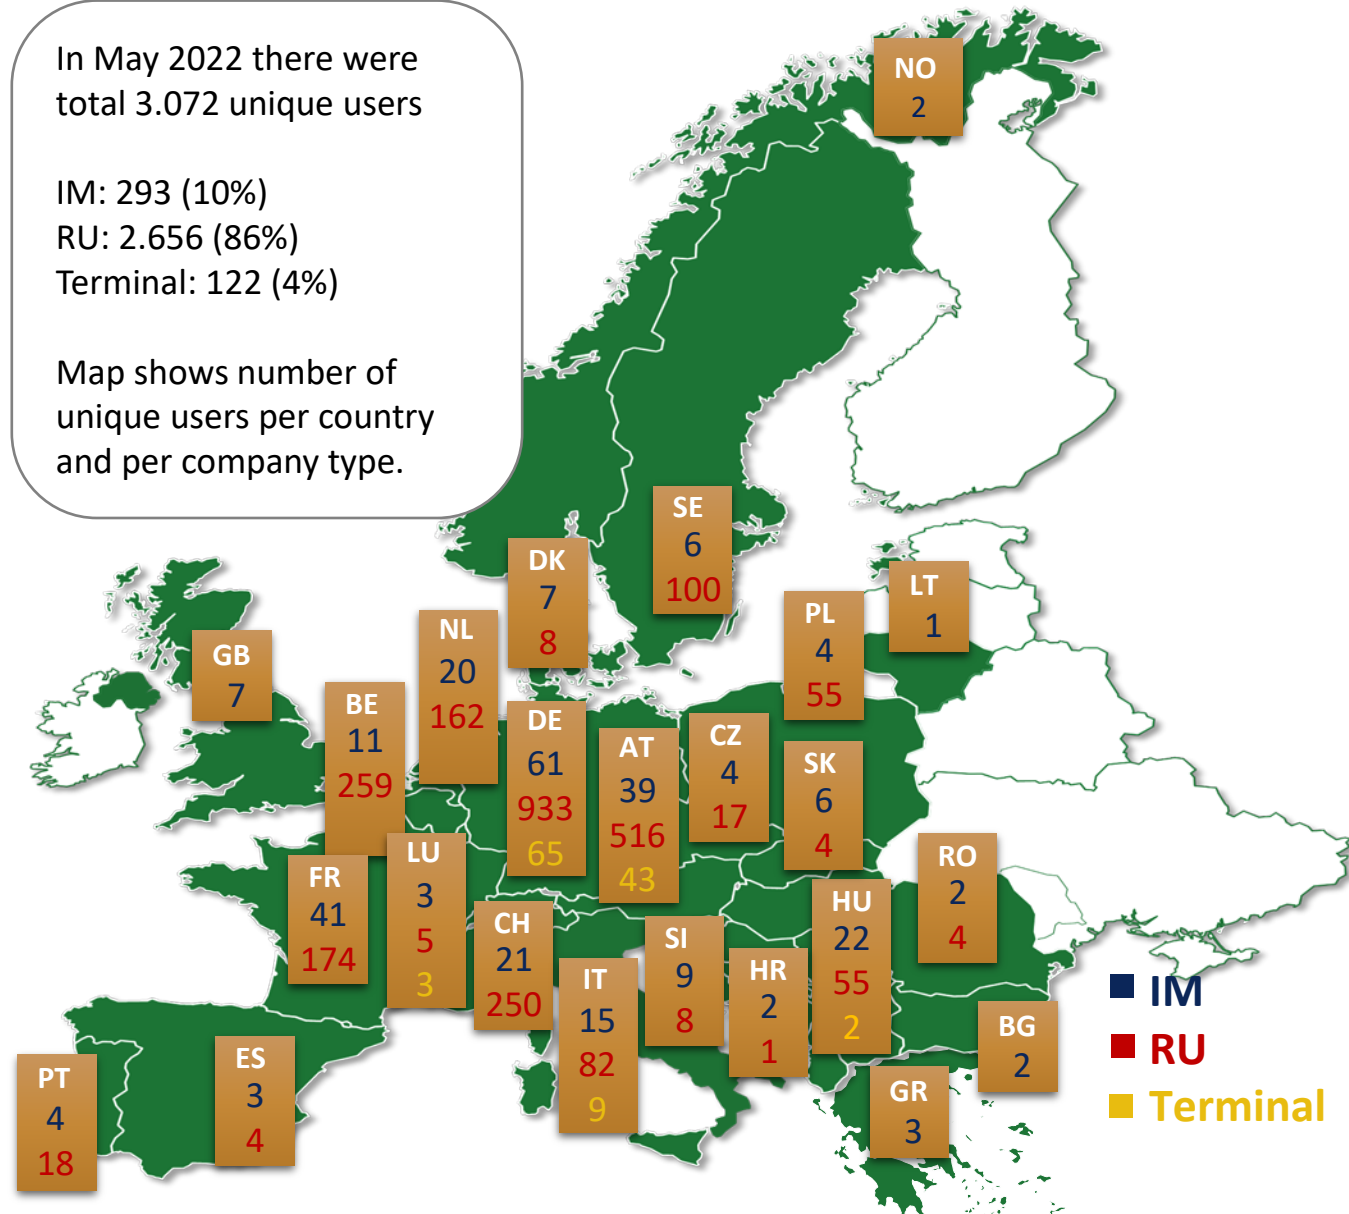 In May 2022 there were
total 3.072 unique users
IM: 293 (10%)
RU: 2.656 (86%)
Terminal: 122 (4%)
Map shows number of
unique users per country
and per company type.
NO
2
SE
6
100
DK
7
8
LT
1
PL
4
55
NL
20
162
GB
7
BE
11
259
DE
61
933
65
AT
39
516
43
CZ
4
17
SK
6
4
LU
3
5
3
FR
41
174
RO
2
4
HU
22
55
2
CH
21
250
SI
9
8
HR
2
1
IT
15
82
9
BG
2
ES
3
4
PT
4
18
GR
3
IM
RU
Terminal